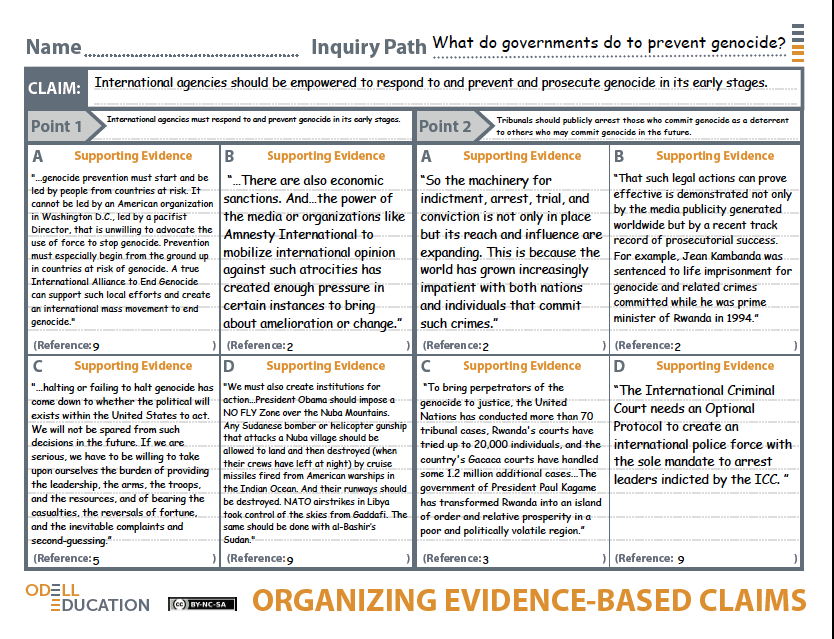 Name
Inquiry Path What do governments do to prevent genocide?
CLAIM: International agencies should be empowered to respond to and prevent and prosecute genocide in its early stages.
Point 1
International agencies must respond to and prevent genocide in its early stages.
Point 2
Tribunals should publicly arrest those who commit genocide as a deterrent
to others who may commit genocide in the future.
A Supporting Evidence
"...genocide prevention must start and be
led by people from countries at risk. It
cannot be led by an American organization
in Washington D.C., led by a pacifist
Director, that is unwilling to advocate the
use of force to stop genocide. Prevention
must especially begin from the ground up
in countries at risk of genocide. A true
International Alliance to End Genocide
can support such local efforts and create
an international mass movement to end
genocide."
(Reference: 9 )
B Supporting Evidence
"...There are also economic
sanctions. And...the power of
the media or organizations like
Amnesty International to
mobilize international opinion
against such atrocities has
created enough pressure in
certain instances to bring
about amelioration or change."
(Reference: 2 )
A Supporting Evidence
"So the machinery for
indictment, arrest, trial, and
conviction is not only in place
but its reach and influence are
expanding. This is because the
world has grown increasingly
impatient with both nations
and individuals that commit
such crimes."
(Reference: 2 )
B Supporting Evidence
"That such legal actions can prove
effective is demonstrated not only
by the media publicity generated
worldwide but by a recent track
record of prosecutorial success.
For example, Jean Kambanda was
sentenced to life imprisonment for
genocide and related crimes
committed while he was prime
minister of Rwanda in 1994."
(Reference: 2 )
C Supporting Evidence
"...halting or failing to halt genocide has
come down to whether the political will
exists within the United States to act.
We will not be spared from such
decisions in the future. If we are
serious, we have to be willing to take
upon ourselves the burden of providing
the leadership, the arms, the troops,
and the resources, and of bearing the
casualties, the reversals of fortune,
and the inevitable complaints and
second-guessing."
(Reference: 5 )
D Supporting Evidence
"We must also create institutions for
action...President Obama should impose a
NO FLY Zone over the Nuba Mountains.
Any Sudanese bomber or helicopter gunship
that attacks a Nuba village should be
allowed to land and then destroyed (when
their crews have left at night) by cruise
missiles fired from American warships in
the Indian Ocean. And their runways should
be destroyed. NATO airstrikes in Libya
took control of the skies from Gaddafi. The
same should be done with al-Bashir's
Sudan."
(Reference: 9 )
C Supporting Evidence
"To bring perpetrators of the
genocide to justice, the United
Nations has conducted more than 70
tribunal cases, Rwanda's courts have
tried up to 20,000 individuals, and the
country's Gacaca courts have handled
some 1.2 million additional cases...The
government of President Paul Kagame
has transformed Rwanda into an island
of order and relative prosperity in a
poor and politically volatile region."
(Reference: 3 )
D Supporting Evidence
"The International Criminal
Court needs an Optional
Protocol to create an
international police force with
the sole mandate to arrest
leaders indicted by the ICC. "
(Reference: 9 )
ODELL
EDUCATION
cc BY-NC-SA
ORGANIZING EVIDENCE-BASED CLAIMS